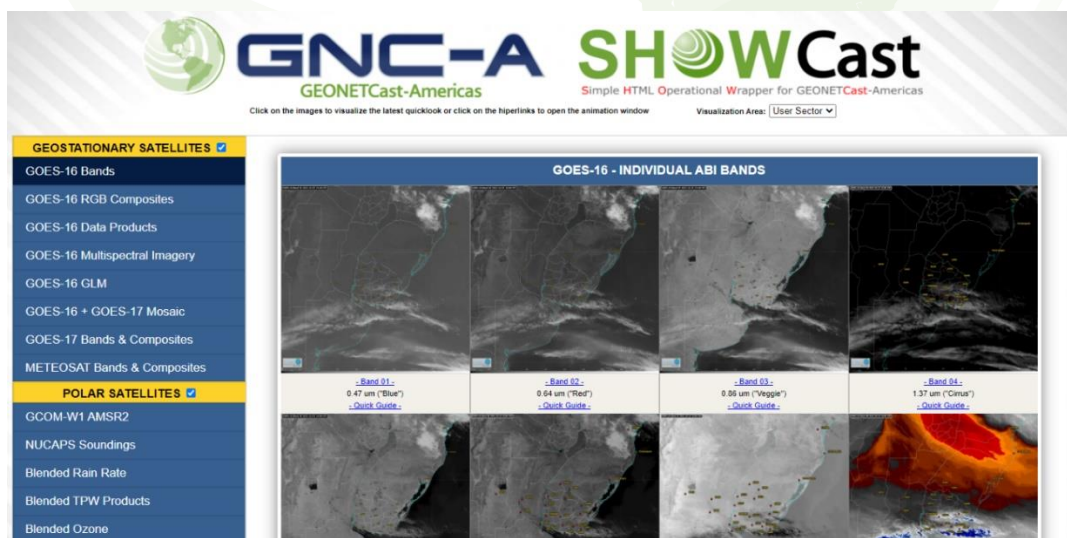 GNC-A
GEONETCast-Americas
SHOWCast
Simple HTML Operational Wrapper for GEONETCast-Americas
Click on the images to visualize the latest quicklook or click on the hiperlinks to open the animation window
Visualization Area: User Sector
GEOSTATIONARY SATELLITES
GOES-16 Bands
GOES-16 RGB Composites
GOES-16 Data Products
GOES-16 Multispectral Imagery
GOES-16 GLM
GOES-16 + GOES-17 Mosaic
GOES-17 Bands & Composites
METEOSAT Bands & Composites
POLAR SATELLITES
GCOM-W1 AMSR2
NUCAPS Soundings
Blended Rain Rate
Blended TPW Products
Blended Ozone
GOES-16 - INDIVIDUAL ABI BANDS
- Band 01 -
0.47 um ("Blue")
- Quick Guide -
- Band 02 -
0.64 um ("Red")
- Quick Guide -
- Band 03 -
0.86 um ("Veggie")
- Quick Guide -
- Band 04 -
1.37 um ("Cirrus")
- Quick Guide -